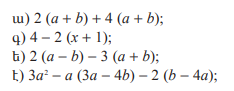 ա) 2 (a + b) + 4 (a + b);
գ) 4 – 2 (x + 1);
ե) 2 (a – b) – 3 (a + b);
է) 3a² – a (3a – 4b) – 2 (b – 4a);